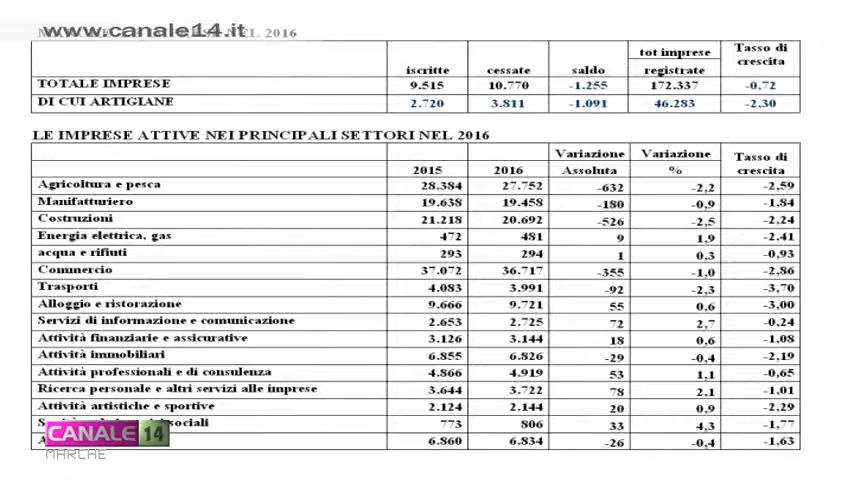 www.canale14.it
NEL 2016
iscritte cessate saldo tot imprese registrate Tasso di crescita
TOTALE IMPRESE 9.515 10.770 -1.255 172.337 -0,72
DI CUI ARTIGIANE 2.720 3.811 -1.091 46.283 -2,30
LE IMPRESE ATTIVE NEI PRINCIPALI SETTORI NEL 2016
2015 2016 Variazione Assoluta Variazione % Tasso di crescita
Agricoltura e pesca 28.384 27.752 -632 -2,2 -2,59
Manifatturiero 19.638 19.458 -180 -0,9 -1,84
Costruzioni 21.218 20.692 -526 -2,5 -2,24
Energia elettrica, gas 472 481 9 1,9 -2,41
acqua e rifiuti 293 294 1 0,3 -0,93
Commercio 37.072 36.717 -355 -1,0 -2,86
Trasporti 4.083 3.991 -92 -2,3 -3,70
Alloggio e ristorazione 9.666 9.721 55 0,6 -3,00
Servizi di informazione e comunicazione 2.653 2.725 72 2,7 -0,24
Attività finanziarie e assicurative 3.126 3.144 18 0,6 -1,08
Attività immobiliari 6.855 6.826 -29 -0,4 -2,19
Attività professionali e di consulenza 4.866 4.919 53 1,1 -0,65
Ricerca personale e altri servizi alle imprese 3.644 3.722 78 2,1 -1,01
Attività artistiche e sportive 2.124 2.144 20 0,9 -2,29
sociali 773 806 33 4,3 -1,77
6.860 6.834 -26 -0,4 -1,63
CANALE 14
MARCHE